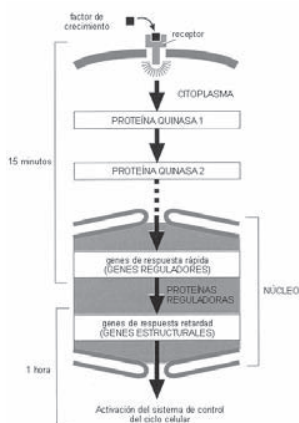 factor de
crecimiento
receptor
CITOPLASMA
PROTEÍNA QUINASA 1
15 minutos
PROTEÍNA QUINASA 2
genes de respuesta rápida
(GENES REGULADORES)
PROTEÍNAS
REGULADORAS
NÚCLEO
genes de respuesta retardad
(GENES ESTRUCTURALES)
1 hora
Activación del sistema de control
del ciclo celular